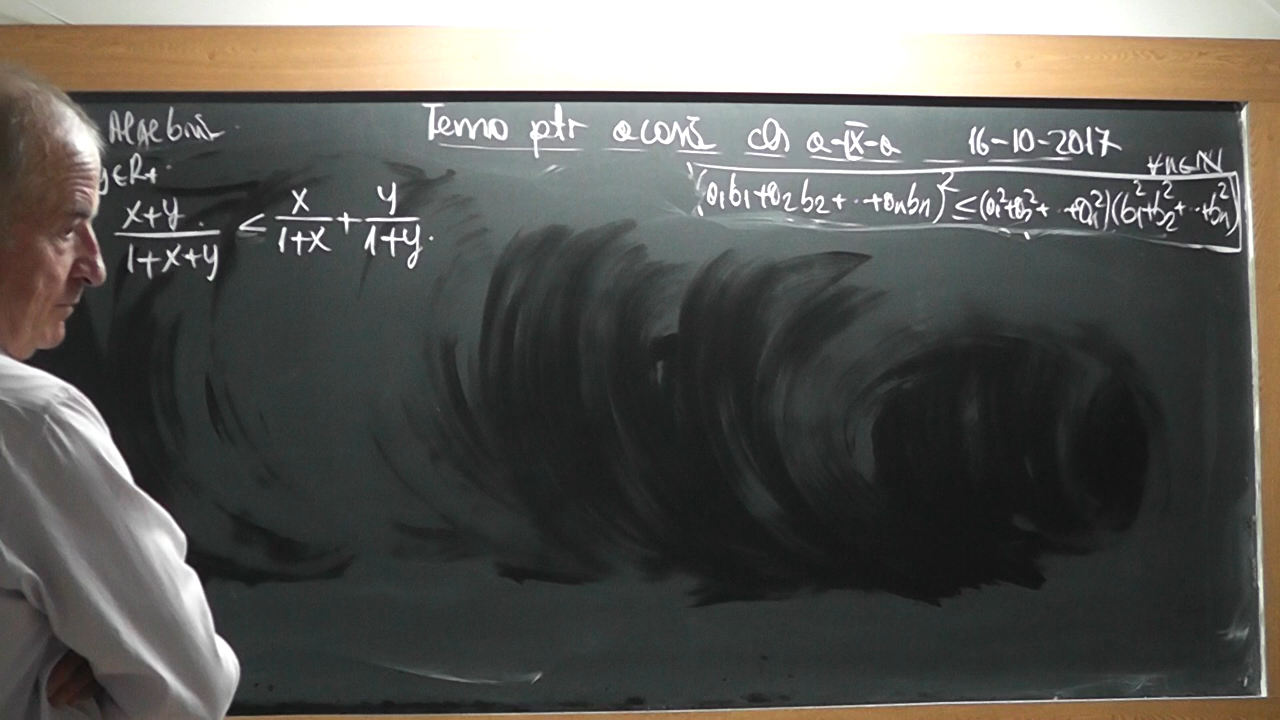 Algebră
Temă ptr acasă cls a-IX-a 16-10-2017
y∈R+
∀n∈N
(a1b1+a2b2+..+anbn)² ≤ (a1²+a2²+..+an²)(b1²+b2²+..+bn²)
x+y/1+x+y ≤ x/1+x + y/1+y.